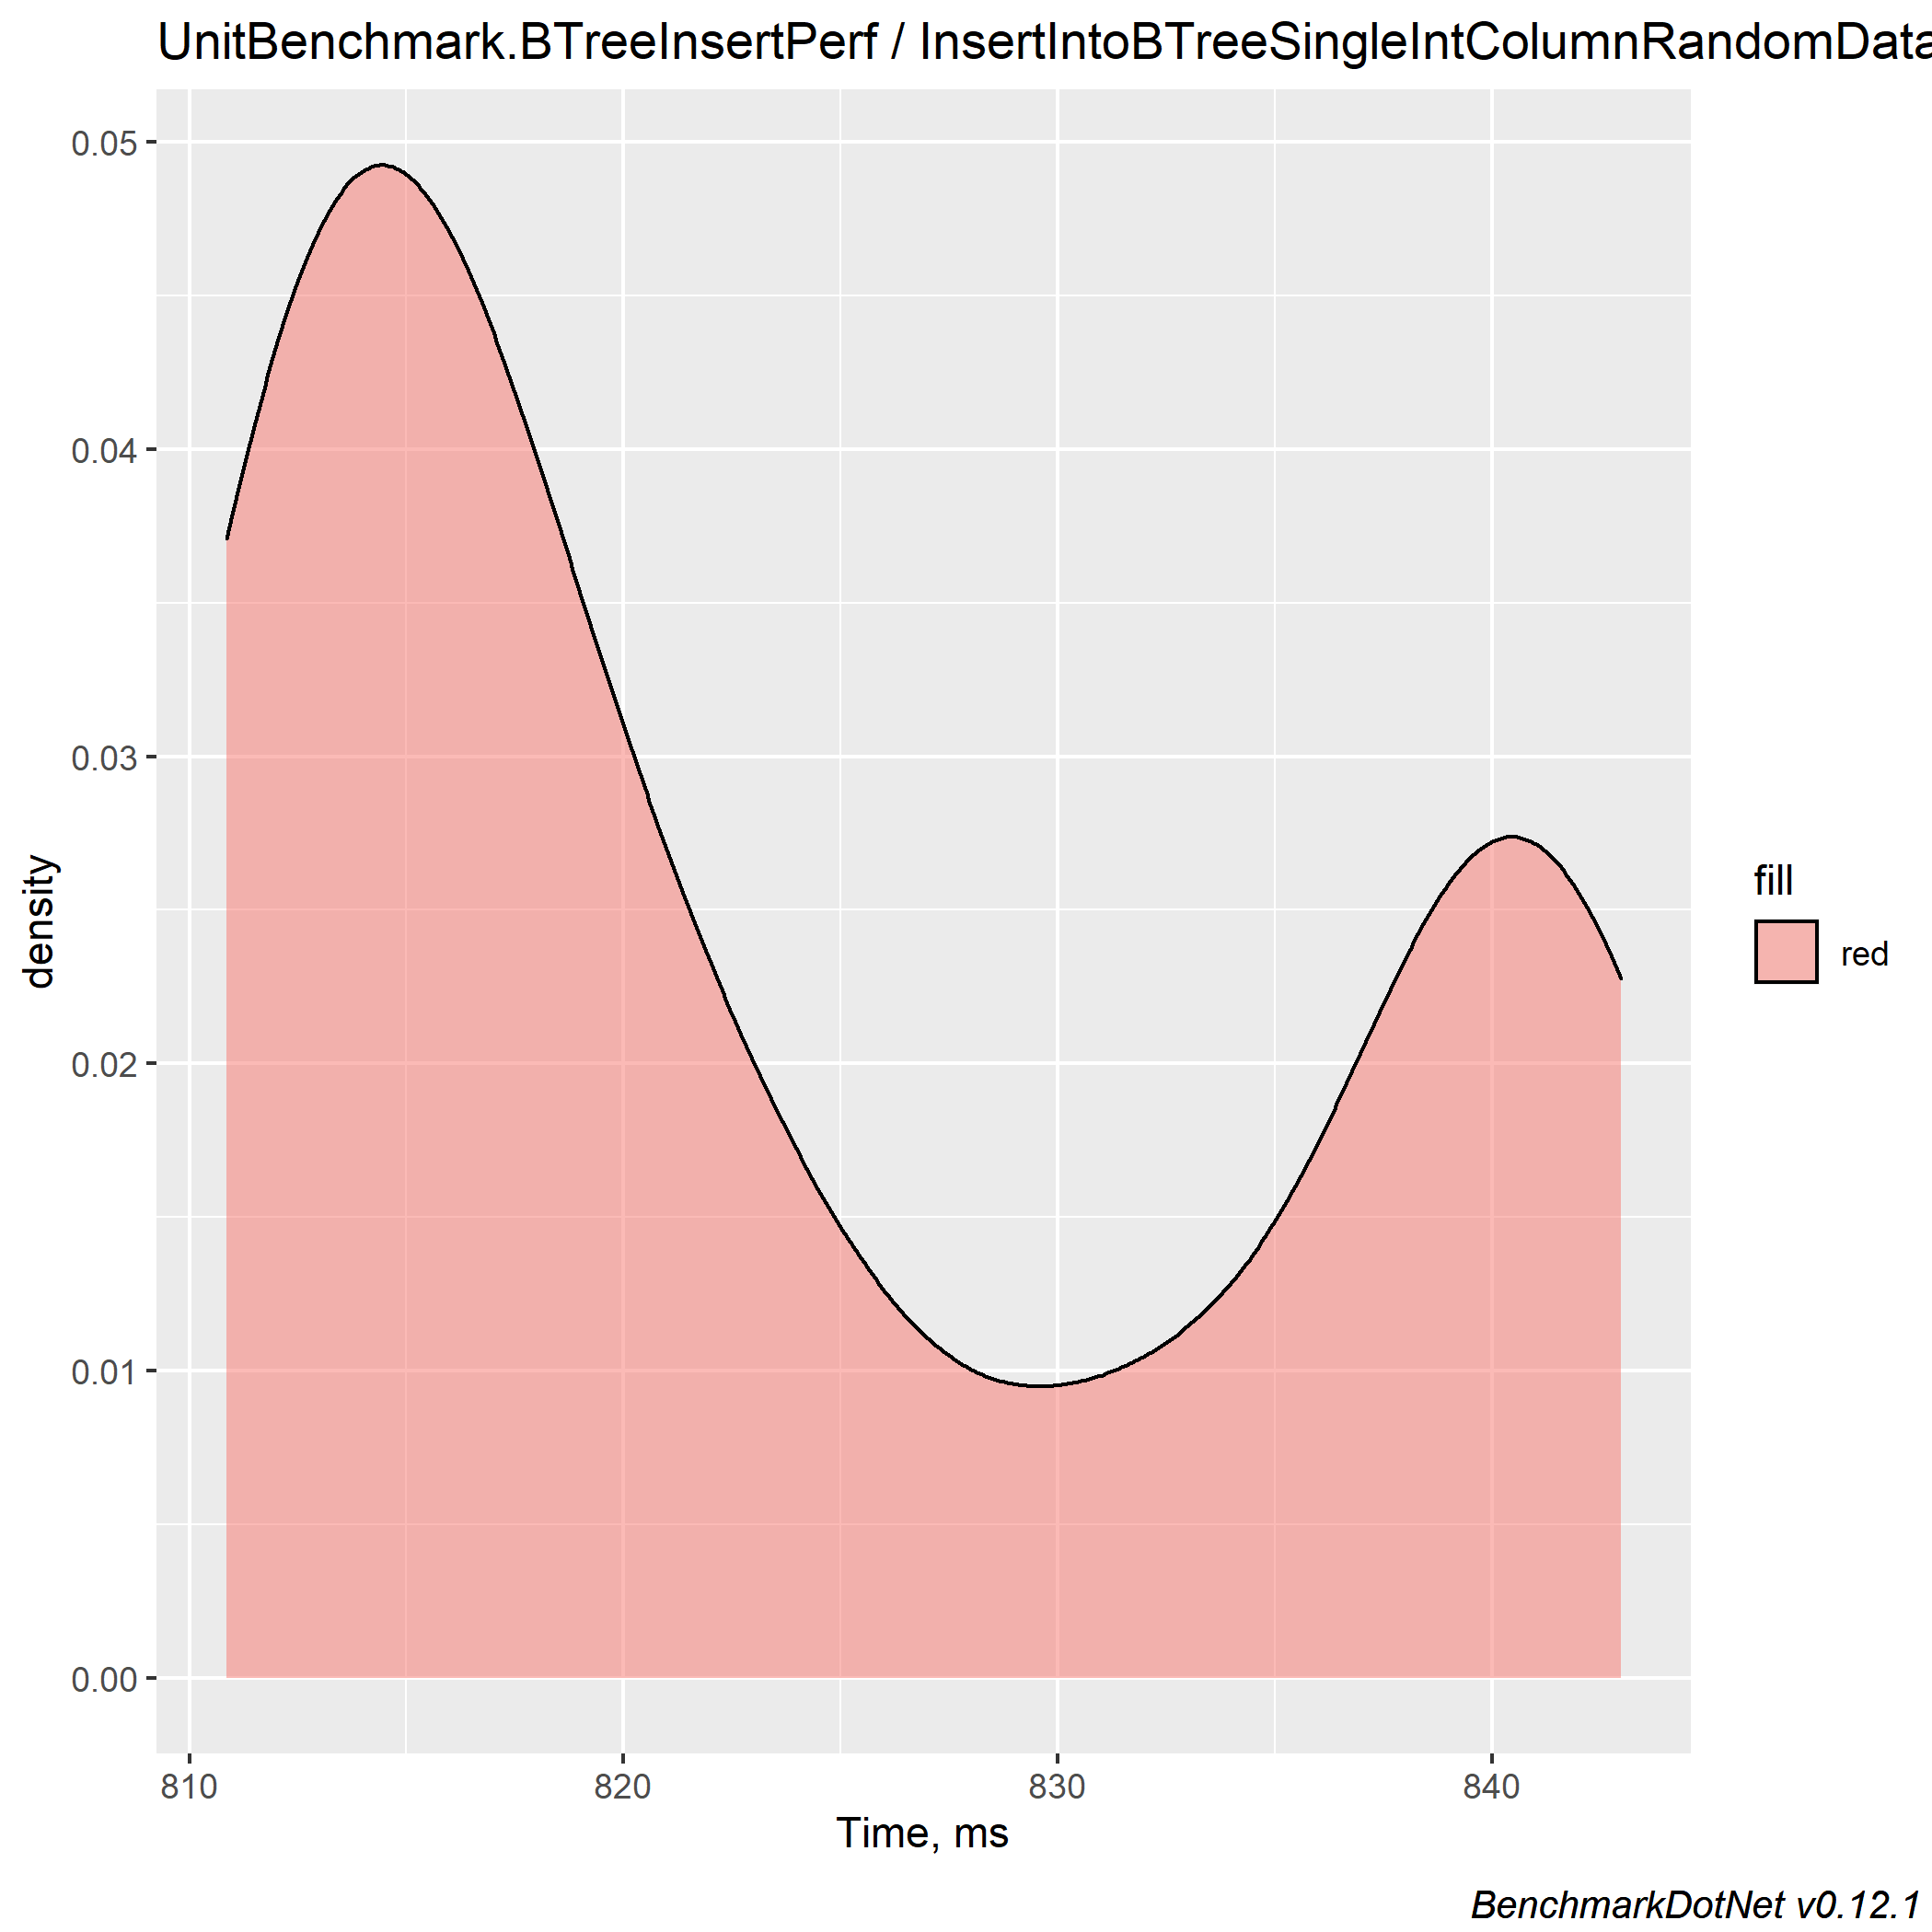 UnitBenchmark.BTreeInsertPerf / InsertIntoBTreeSingleIntColumnRandomData
0.05
0.04
0.03
0.02
0.01
0.00
density
810 820 830 840
Time, ms
fill
red
BenchmarkDotNet v0.12.1